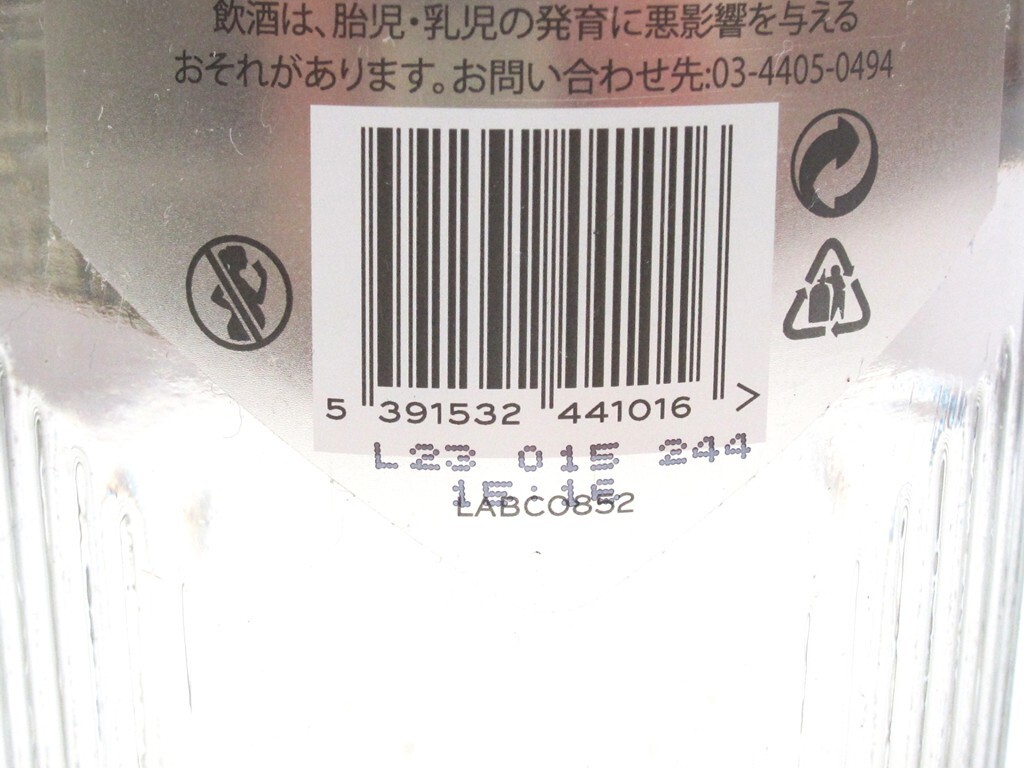 飲酒は、胎児・乳児の発育に悪影響を与える
おそれがあります。お問い合わせ先:03-4405-0494
5 391532 441016 >
L23 015 244
15:15
LABC0852